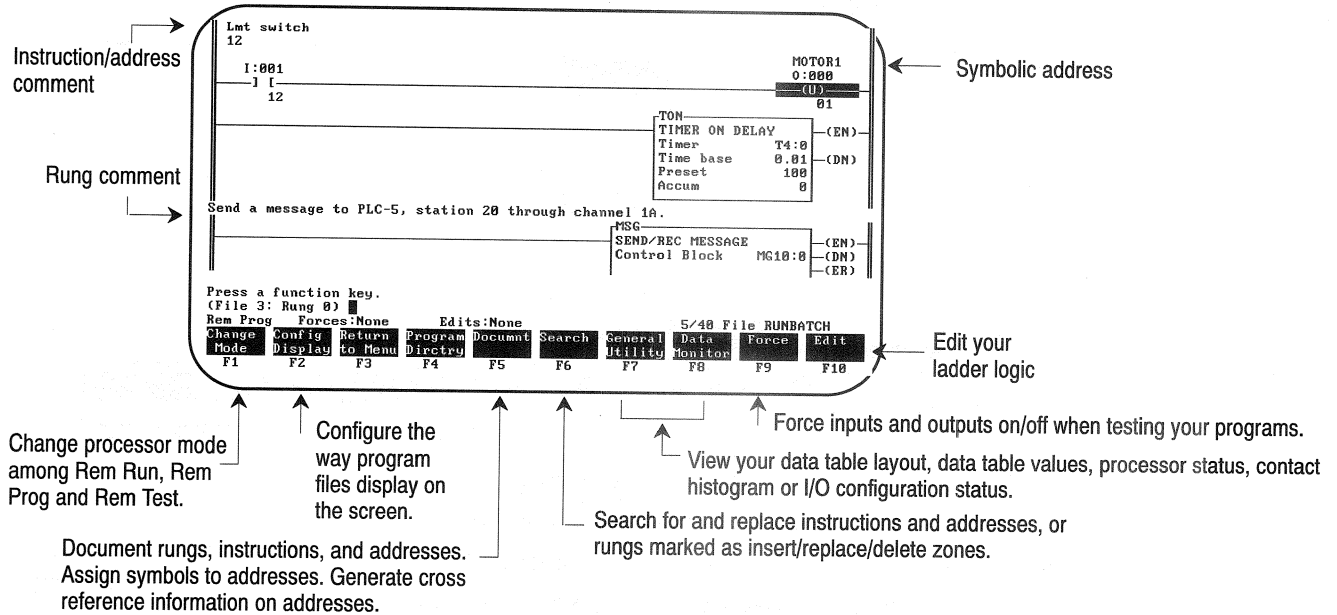 Lmt switch
12
Instruction/address
comment
I:001
] [
12
MOTOR1
O:000
(U)
01
Symbolic address
TON
TIMER ON DELAY
(EN)
Timer T4:0
Time base 0.01
(DN)
Preset 100
Accum 0
Rung comment
Send a message to PLC-5, station 20 through channel 1A.
MSG
SEND/REC MESSAGE
(EN)
Control Block MG10:0
(DN)
(ER)
Press a function key.
(File 3: Rung 0)
Rem Prog Forces:None Edits:None 5/40 File RUNBATCH
Change Config Return Program Documnt Search General Data Force Edit
Mode Display to Menu Dirctry Utility Monitor
F1 F2 F3 F4 F5 F6 F7 F8 F9 F10
Edit your
ladder logic
Change processor mode
among Rem Run, Rem
Prog and Rem Test.
Configure the
way program
files display on
the screen.
Force inputs and outputs on/off when testing your programs.
View your data table layout, data table values, processor status, contact
histogram or I/O configuration status.
Search for and replace instructions and addresses, or
rungs marked as insert/replace/delete zones.
Document rungs, instructions, and addresses.
Assign symbols to addresses. Generate cross
reference information on addresses.